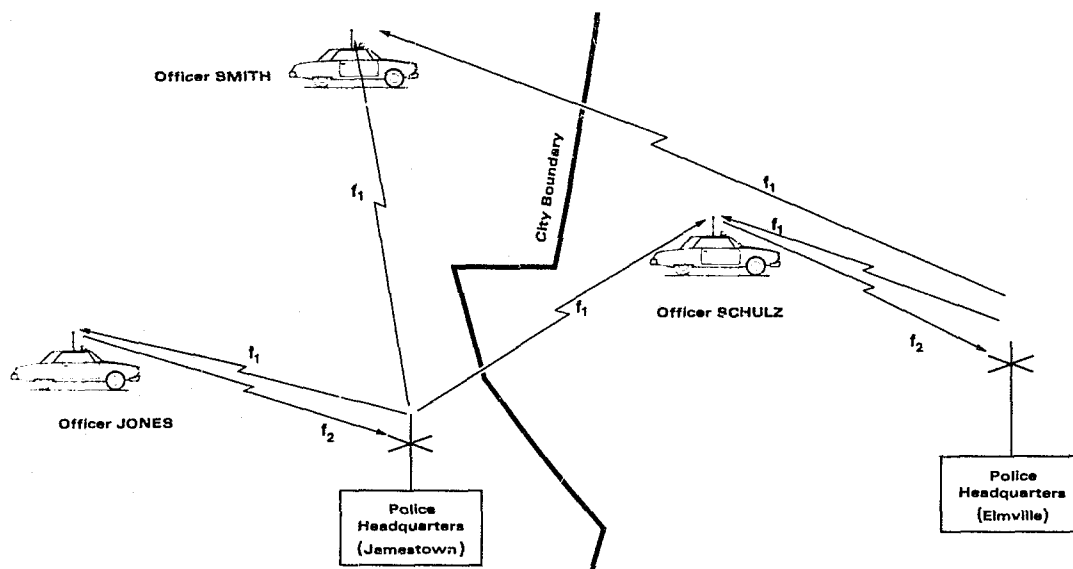 Officer SMITH
City Boundary
f₁
f₁
f₁
f₁
Officer SCHULZ
f₂
f₁
Officer JONES
f₂
Police
Headquarters
(Jamestown)
Police
Headquarters
(Elmville)